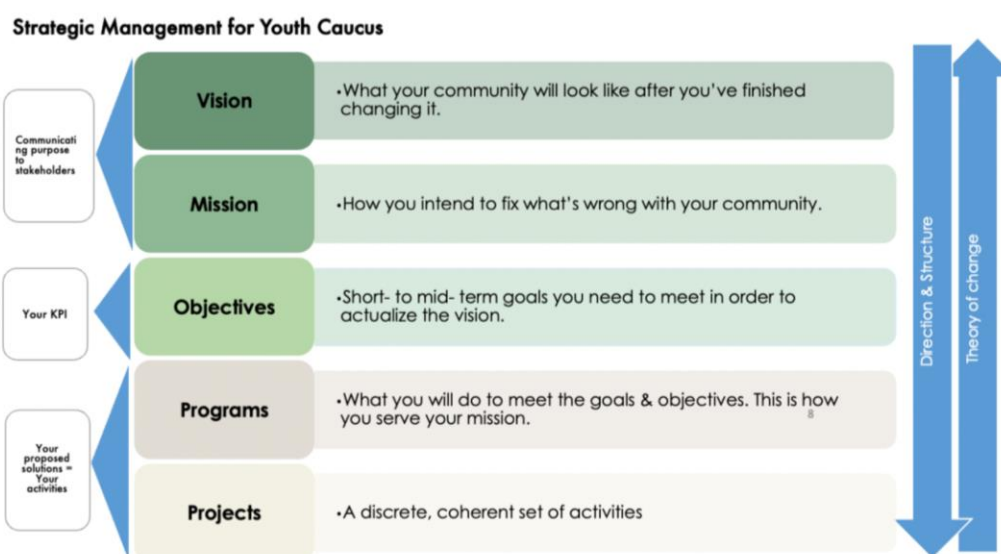 Strategic Management for Youth Caucus
Communicati
ng purpose
to
stakeholders
Vision
•What your community will look like after you've finished
changing it.
Mission
•How you intend to fix what's wrong with your community.
Your KPI
Objectives
•Short- to mid- term goals you need to meet in order to
actualize the vision.
Your
proposed
solutions =
Your
activities
Programs
•What you will do to meet the goals & objectives. This is how
you serve your mission.
8
Projects
•A discrete, coherent set of activities
Direction & Structure
Theory of change